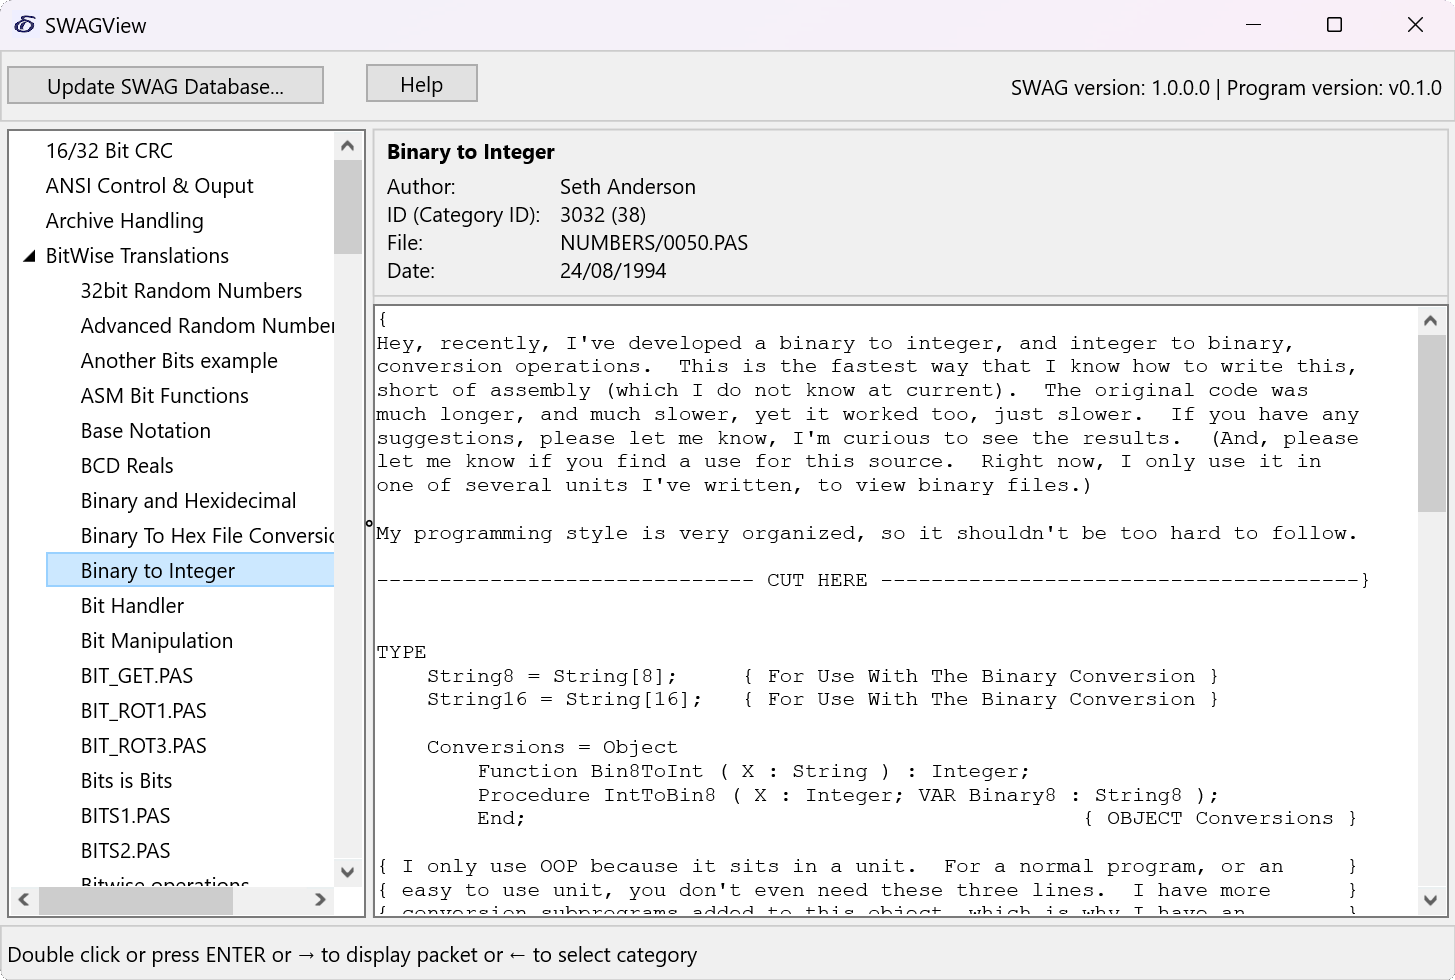 SWAGView
Update SWAG Database...
Help
SWAG version: 1.0.0.0 | Program version: v0.1.0
16/32 Bit CRC
ANSI Control & Ouput
Archive Handling
BitWise Translations
32bit Random Numbers
Advanced Random Number
Another Bits example
ASM Bit Functions
Base Notation
BCD Reals
Binary and Hexidecimal
Binary To Hex File Conversic
Binary to Integer
Bit Handler
Bit Manipulation
BIT_GET.PAS
BIT_ROT1.PAS
BIT_ROT3.PAS
Bits is Bits
BITS1.PAS
BITS2.PAS
Bitwise operations
Binary to Integer
Author: Seth Anderson
ID (Category ID): 3032 (38)
File: NUMBERS/0050.PAS
Date: 24/08/1994
{
Hey, recently, I've developed a binary to integer, and integer to binary,
conversion operations.  This is the fastest way that I know how to write this,
short of assembly (which I do not know at current).  The original code was
much longer, and much slower, yet it worked too, just slower.  If you have any
suggestions, please let me know, I'm curious to see the results.  (And, please
let me know if you find a use for this source.  Right now, I only use it in
one of several units I've written, to view binary files.)
My programming style is very organized, so it shouldn't be too hard to follow.
------------------------------ CUT HERE --------------------------------------}
TYPE
    String8 = String[8];     { For Use With The Binary Conversion }
    String16 = String[16];   { For Use With The Binary Conversion }
    Conversions = Object
        Function Bin8ToInt ( X : String ) : Integer;
        Procedure IntToBin8 ( X : Integer; VAR Binary8 : String8 );
        End;                                            { OBJECT Conversions }
{ I only use OOP because it sits in a unit.  For a normal program, or an     }
{ easy to use unit, you don't even need these three lines.  I have more      }
{ conversion subprograms added to this object, which is why I have an        }
Double click or press ENTER or → to display packet or ← to select category